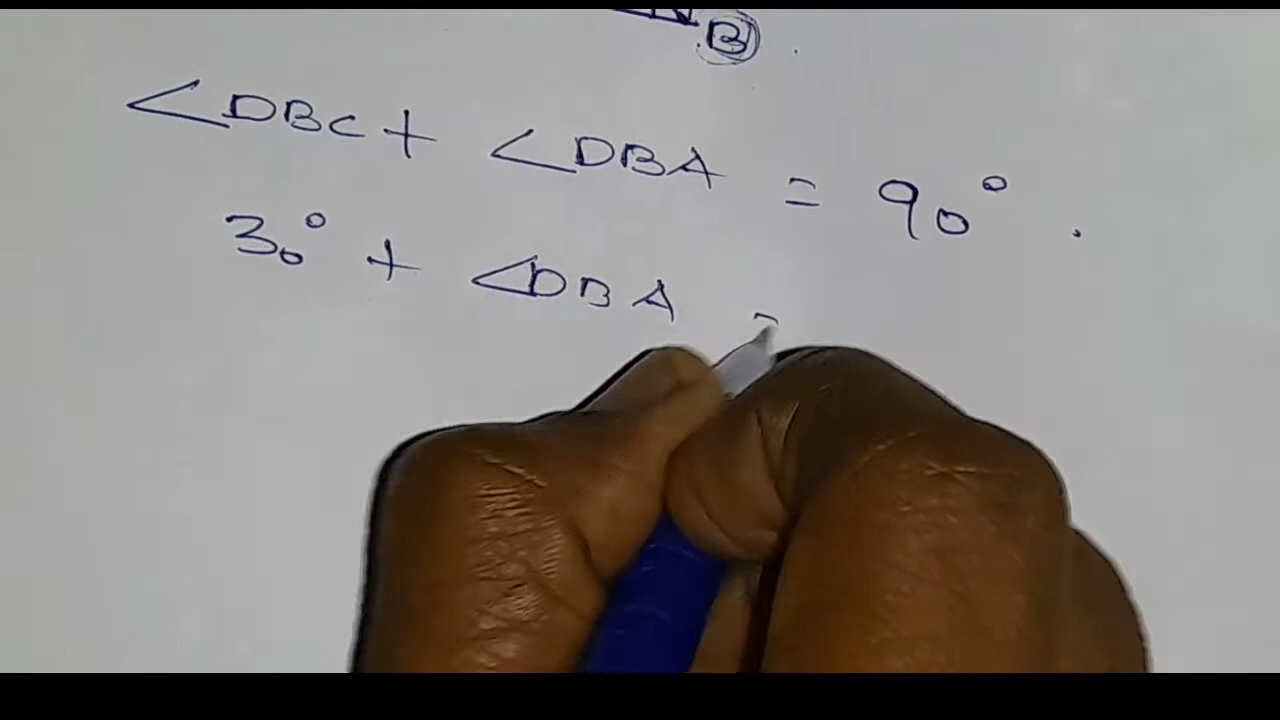 B
∠DBC + ∠DBA = 90° .
30° + ∠DBA =